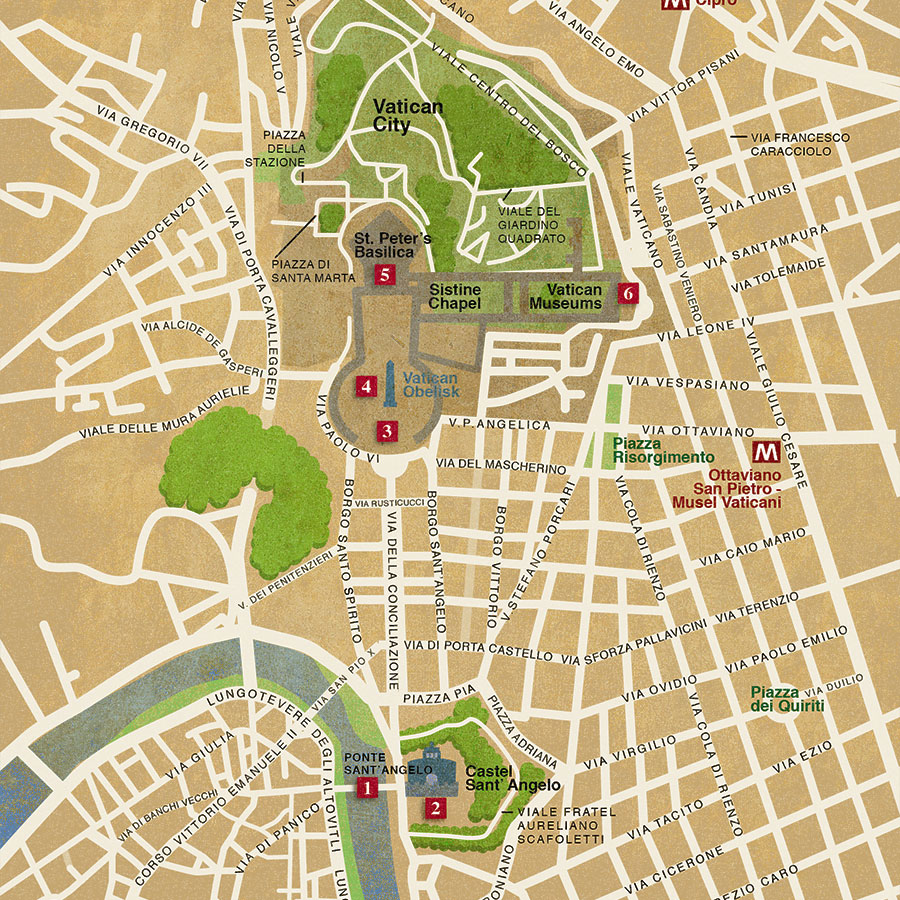 Cipro
VIA NICOLO V
VIA ANGELO EMO
VIALE CENTRO DEL BOSCO
VIA VITTOR PISANI
Vatican
City
VIA GREGORIO VII
PIAZZA
DELLA
STAZIONE
VIA FRANCESCO
CARACCIOLO
VIA CANDIA
VIALE VATICANO
VIA SABASTINO VENIERO
VIA TUNISI
VIALE DEL
GIARDINO
QUADRATO
VIA INNOCENZO III
VIA DI PORTA CAVALLEGGERI
St. Peter's
Basilica
VIA SANTAMAURA
PIAZZA DI
SANTA MARTA
5
VIA TOLEMAIDE
Sistine
Chapel
Vatican
Museums
6
VIA ALCIDE DE GASPERI
VIA LEONE IV
VIALE GIULIO CESARE
4
Vatican
Obelisk
VIA VESPASIANO
VIALE DELLE MURA AURELIE
VIA PAOLO VI
3
V.P.ANGELICA
VIA OTTAVIANO
Piazza
Risorgimento
M
VIA DEL MASCHERINO
Ottaviano
San Pietro -
Musel Vaticani
BORGO SANTO SPIRITO
VIA RUSTICUCCI
VIA DELLA CONCILIAZIONE
BORGO SANT'ANGELO
BORGO VITTORIO
V. STEFANO PORCARI
VIA COLA DI RIENZO
VIA CAIO MARIO
V. DEI PENITENZIERI
VIA TERENZIO
VIA DI PORTA CASTELLO
VIA SFORZA PALLAVICINI
VIA PAOLO EMILIO
VIA SAN PIO X
VIA OVIDIO
Piazza
dei Quiriti
VIA DUILIO
PIAZZA PIA
PIAZZA ADRIANA
VIA COLA DI RIENZO
LUNGOTEVERE DEGLI ALTOVITLI
VIA GIULIA
VIA VIRGILIO
VIA EZIO
PONTE
SANT'ANGELO
1
2
Castel
Sant' Angelo
VIA DI BANCHI VECCHI
CORSO VITTORIO EMANUELE II
VIA DI PANICO
VIALE FRATEL
AURELIANO
SCAFOLETTI
VIA TACITO
VIA CICERONE